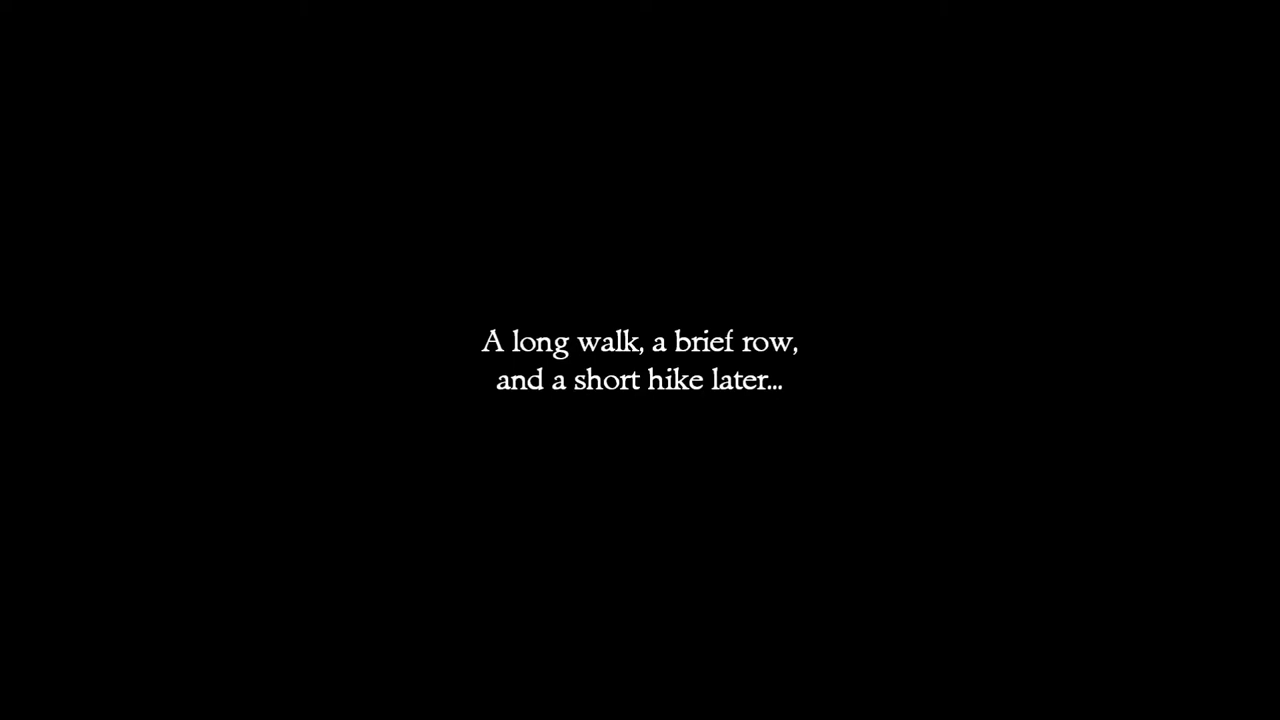 A long walk, a brief row,
and a short hike later...